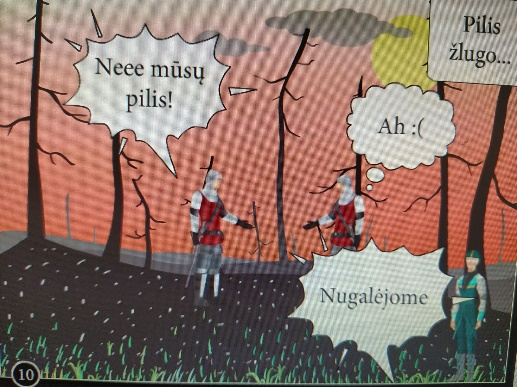 Pilis
žlugo...
Neee mūsų
pilis!
Ah :(
Nugalėjome
10